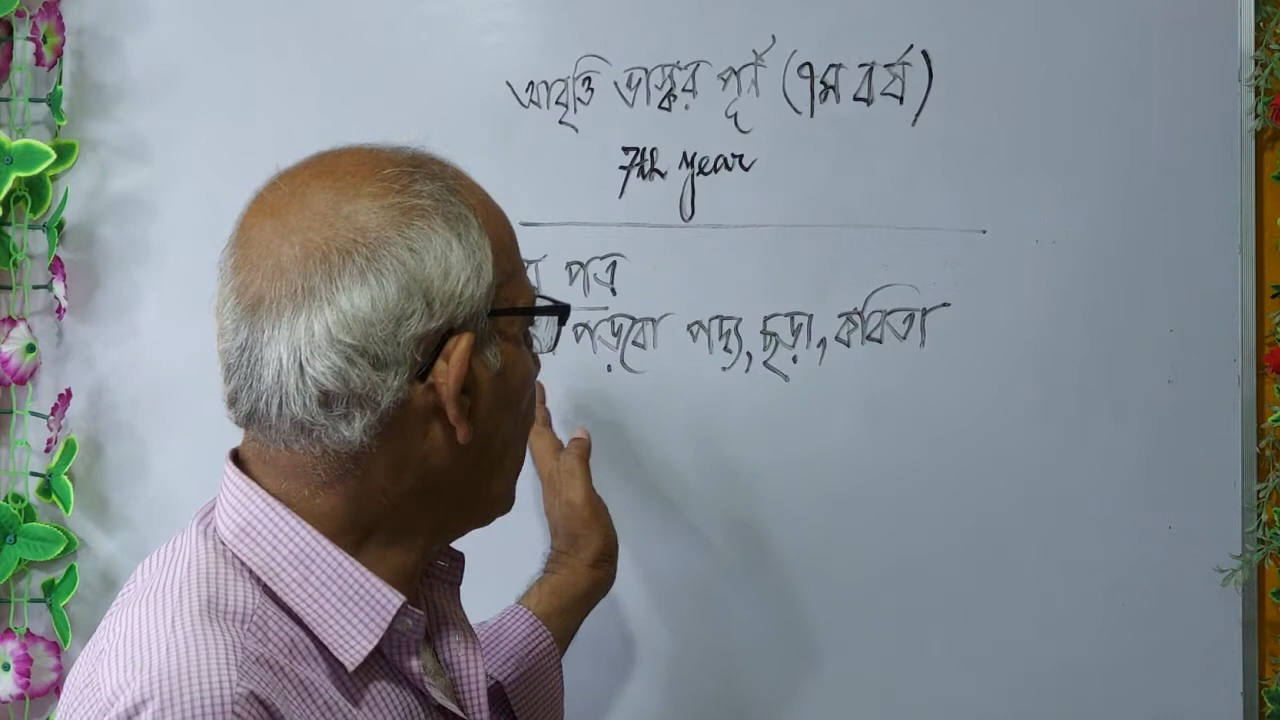 আবৃত্তি ভাস্কর পূর্ন (৭ম বর্ষ)
7th year
পত্র
পড়বো পদ্য, ছড়া, কবিতা